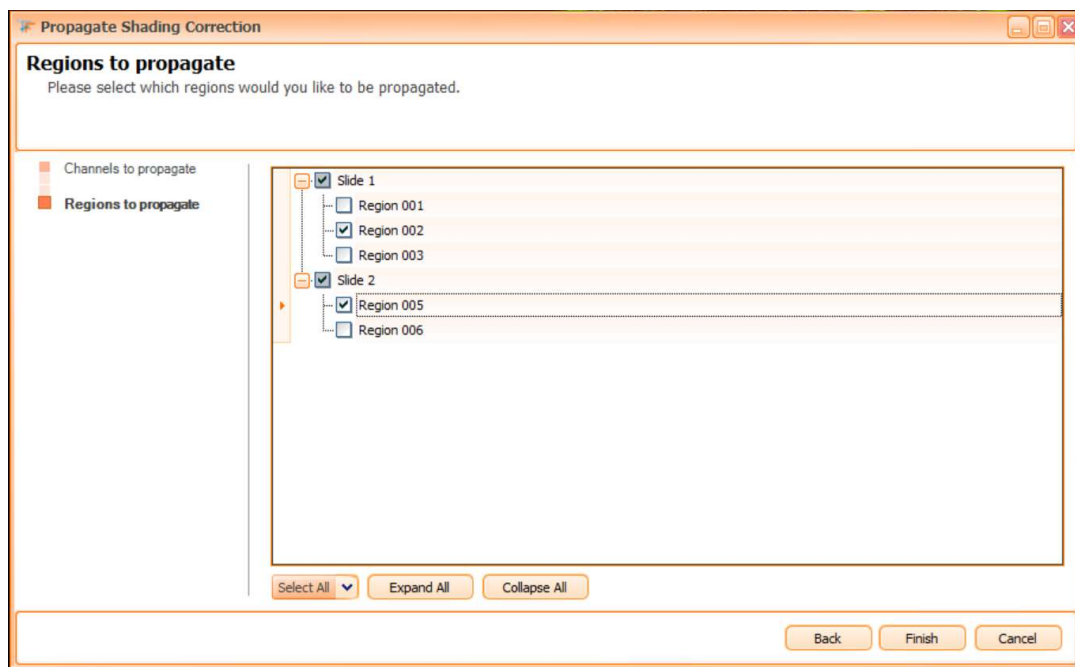 Propagate Shading Correction
Regions to propagate
Please select which regions would you like to be propagated.
Channels to propagate
Regions to propagate
Slide 1
Region 001
Region 002
Region 003
Slide 2
Region 005
Region 006
Select All
Expand All
Collapse All
Back
Finish
Cancel